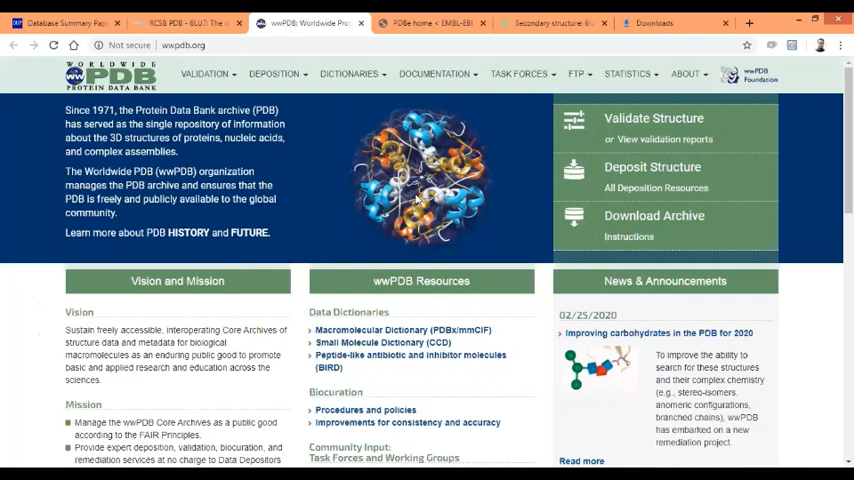 Database Summary Pape
RCSB PDB - 6LU7: The st
wwPDB: Worldwide Prot
PDBe home < EMBL-EBI
Secondary structure: 6lu
Downloads
Not secure | wwpdb.org
WORLDWIDE
PDB
PROTEIN DATA BANK
VALIDATION
DEPOSITION
DICTIONARIES
DOCUMENTATION
TASK FORCES
FTP
STATISTICS
ABOUT
wwPDB
Foundation
Since 1971, the Protein Data Bank archive (PDB)
has served as the single repository of information
about the 3D structures of proteins, nucleic acids,
and complex assemblies.
The Worldwide PDB (wwPDB) organization
manages the PDB archive and ensures that the
PDB is freely and publicly available to the global
community.
Learn more about PDB HISTORY and FUTURE.
Validate Structure
or View validation reports
Deposit Structure
All Deposition Resources
Download Archive
Instructions
Vision and Mission
Vision
Sustain freely accessible, interoperating Core Archives of
structure data and metadata for biological
macromolecules as an enduring public good to promote
basic and applied research and education across the
sciences.
Mission
Manage the wwPDB Core Archives as a public good
according to the FAIR Principles.
Provide expert deposition, validation, biocuration, and
remediation services at no charge to Data Depositors
wwPDB Resources
Data Dictionaries
Macromolecular Dictionary (PDBx/mmCIF)
Small Molecule Dictionary (CCD)
Peptide-like antibiotic and inhibitor molecules
(BIRD)
Biocuration
Procedures and policies
Improvements for consistency and accuracy
Community Input:
Task Forces and Working Groups
News & Announcements
02/25/2020
Improving carbohydrates in the PDB for 2020
To improve the ability to
search for these structures
and their complex chemistry
(e.g., stereo-isomers,
anomeric configurations,
branched chains), wwPDB
has embarked on a new
remediation project.
Read more